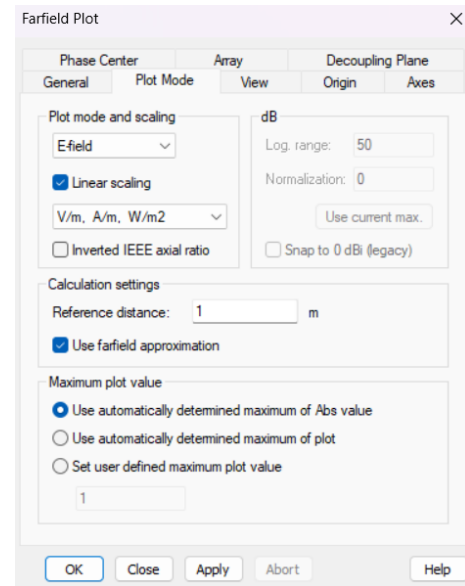 Farfield Plot
Phase Center Array Decoupling Plane
General Plot Mode View Origin Axes
Plot mode and scaling
E-field
Linear scaling
V/m, A/m, W/m2
Inverted IEEE axial ratio
dB
Log. range: 50
Normalization: 0
Use current max.
Snap to 0 dBi (legacy)
Calculation settings
Reference distance: 1 m
Use farfield approximation
Maximum plot value
Use automatically determined maximum of Abs value
Use automatically determined maximum of plot
Set user defined maximum plot value
1
OK Close Apply Abort Help